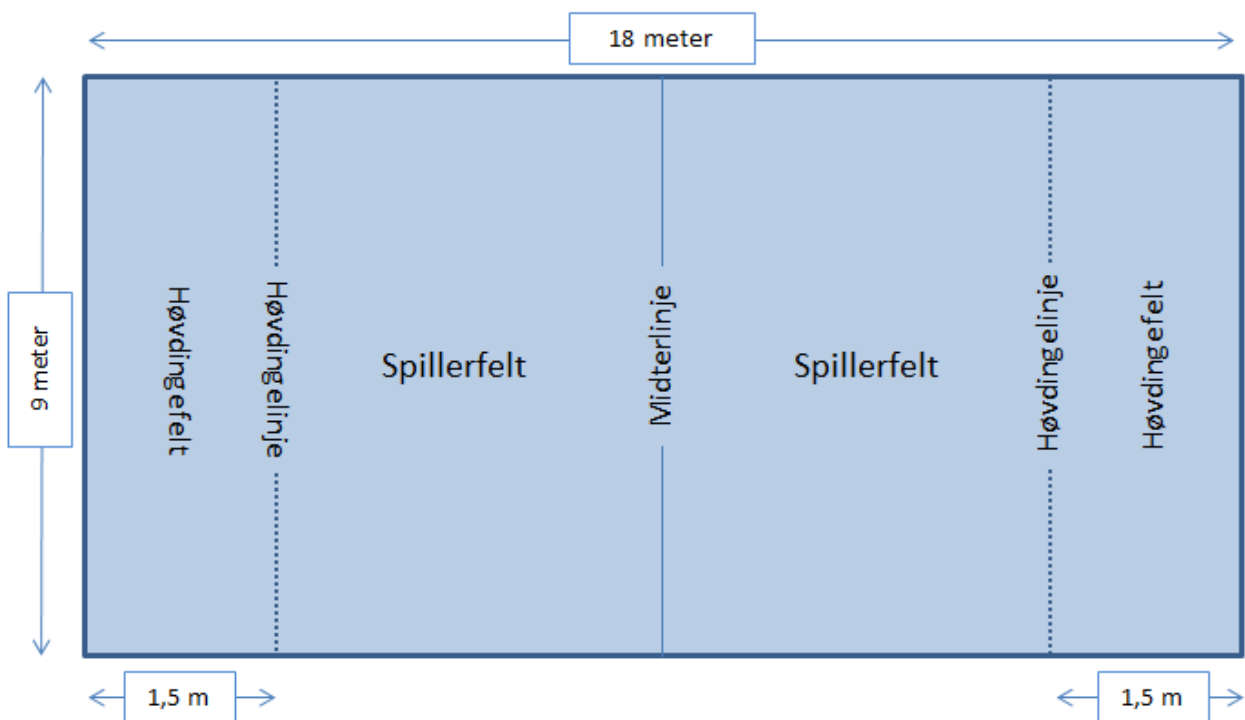 18 meter
9 meter
Høvdingefelt
Høvdingelinje
Spillerfelt
Midterlinje
Spillerfelt
Høvdingelinje
Høvdingefelt
1,5 m
1,5 m